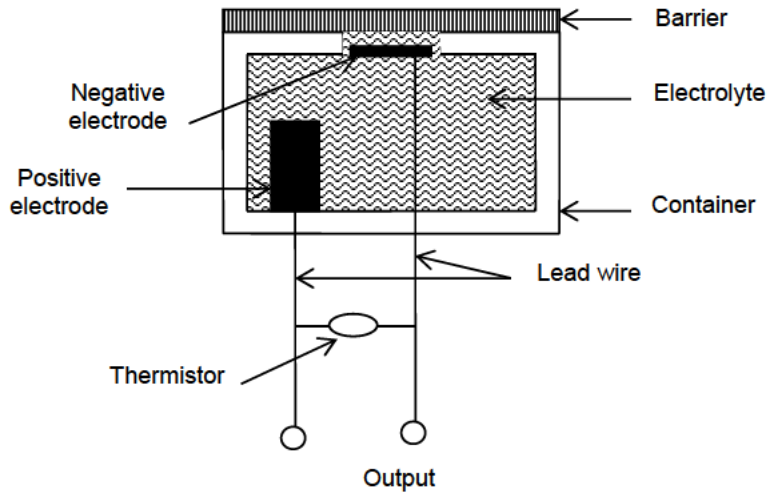 Barrier
Negative
electrode
Electrolyte
Positive
electrode
Container
Lead wire
Thermistor
Output